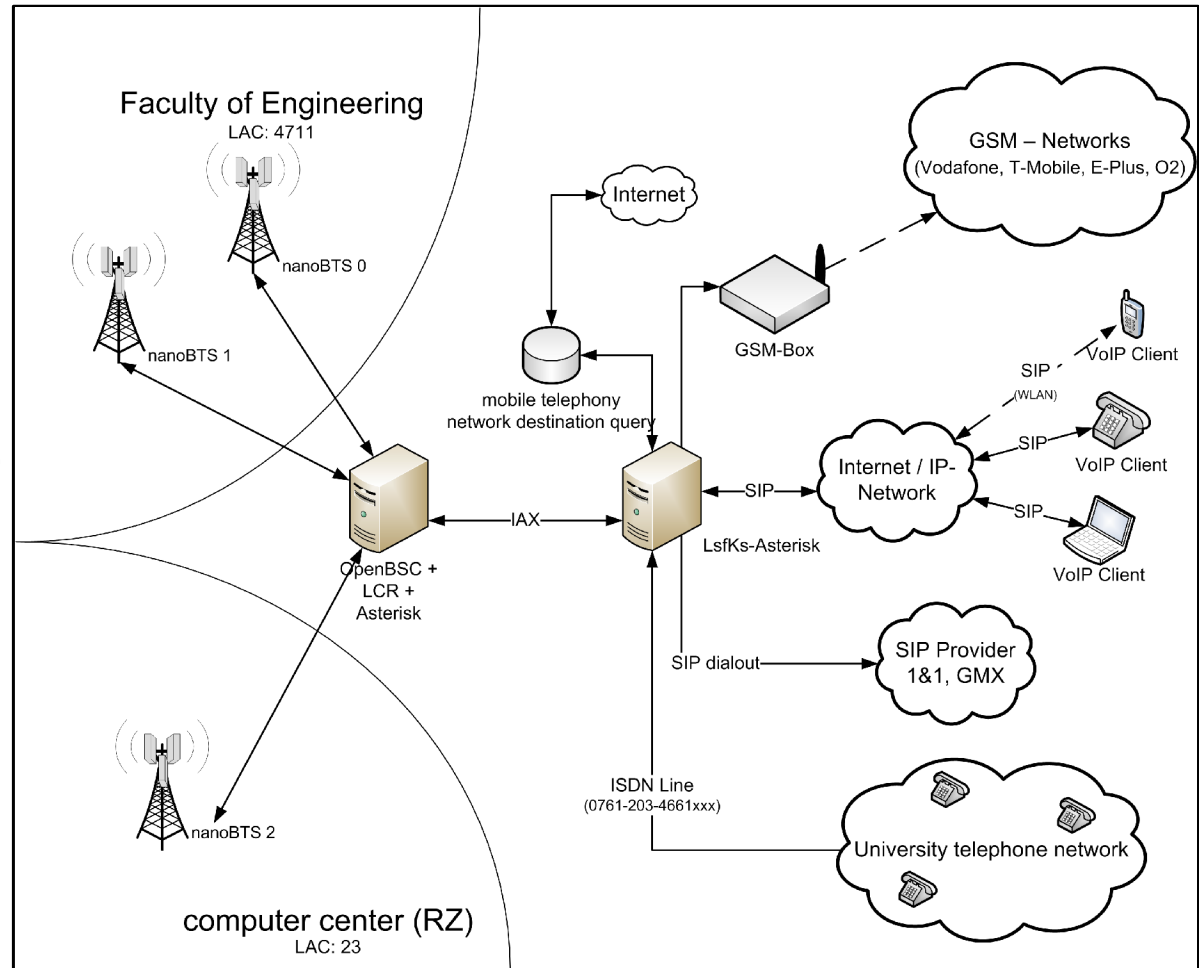 Faculty of Engineering
LAC: 4711
nanoBTS 0
nanoBTS 1
Internet
GSM – Networks
(Vodafone, T-Mobile, E-Plus, O2)
GSM-Box
mobile telephony
network destination query
SIP
(WLAN)
VoIP Client
SIP
VoIP Client
Internet / IP-
Network
SIP
SIP
VoIP Client
IAX
LsfKs-Asterisk
OpenBSC +
LCR +
Asterisk
SIP dialout
SIP Provider
1&1, GMX
ISDN Line
(0761-203-4661xxx)
University telephone network
nanoBTS 2
computer center (RZ)
LAC: 23